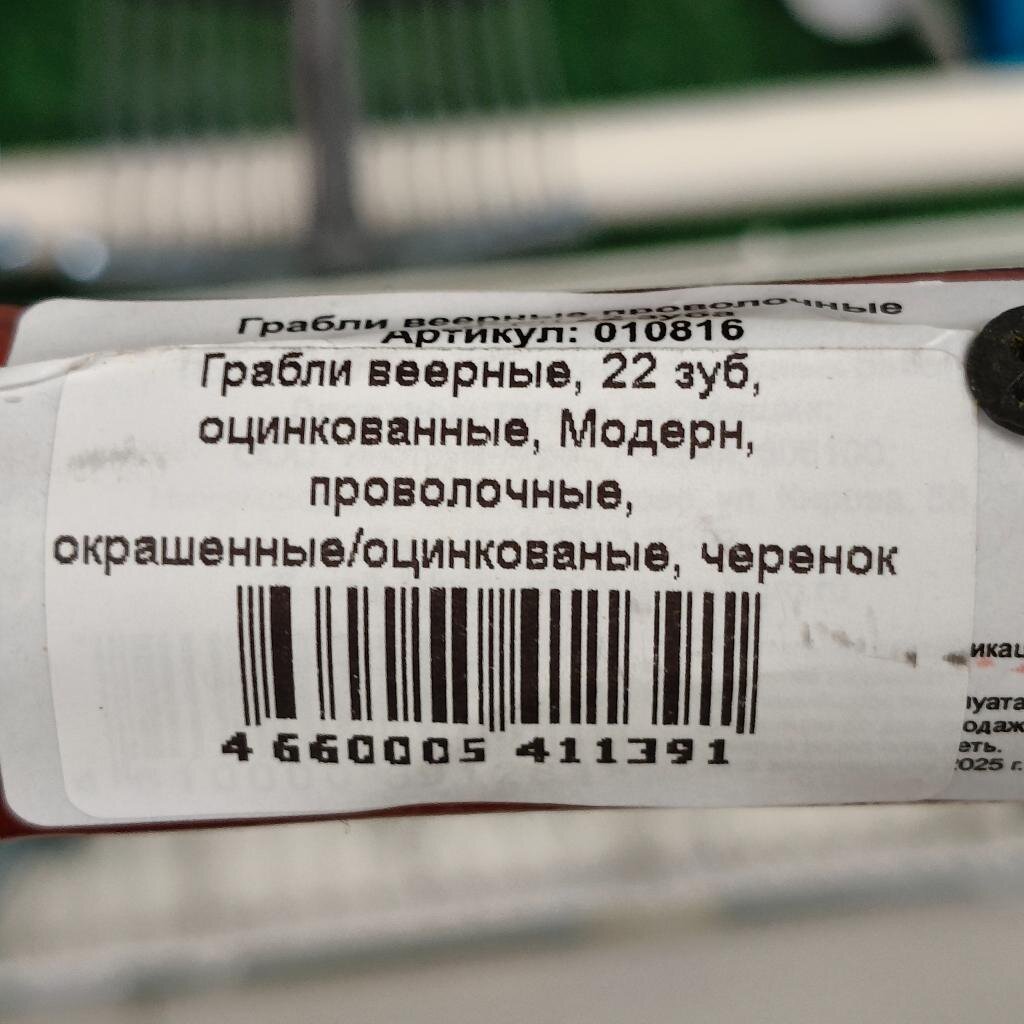 Грабли веерные проволочные
Артикул: 010816
Грабли веерные, 22 зуб,
оцинкованные, Модерн,
проволочные,
окрашенные/оцинкованые, черенок
4 660005 411391